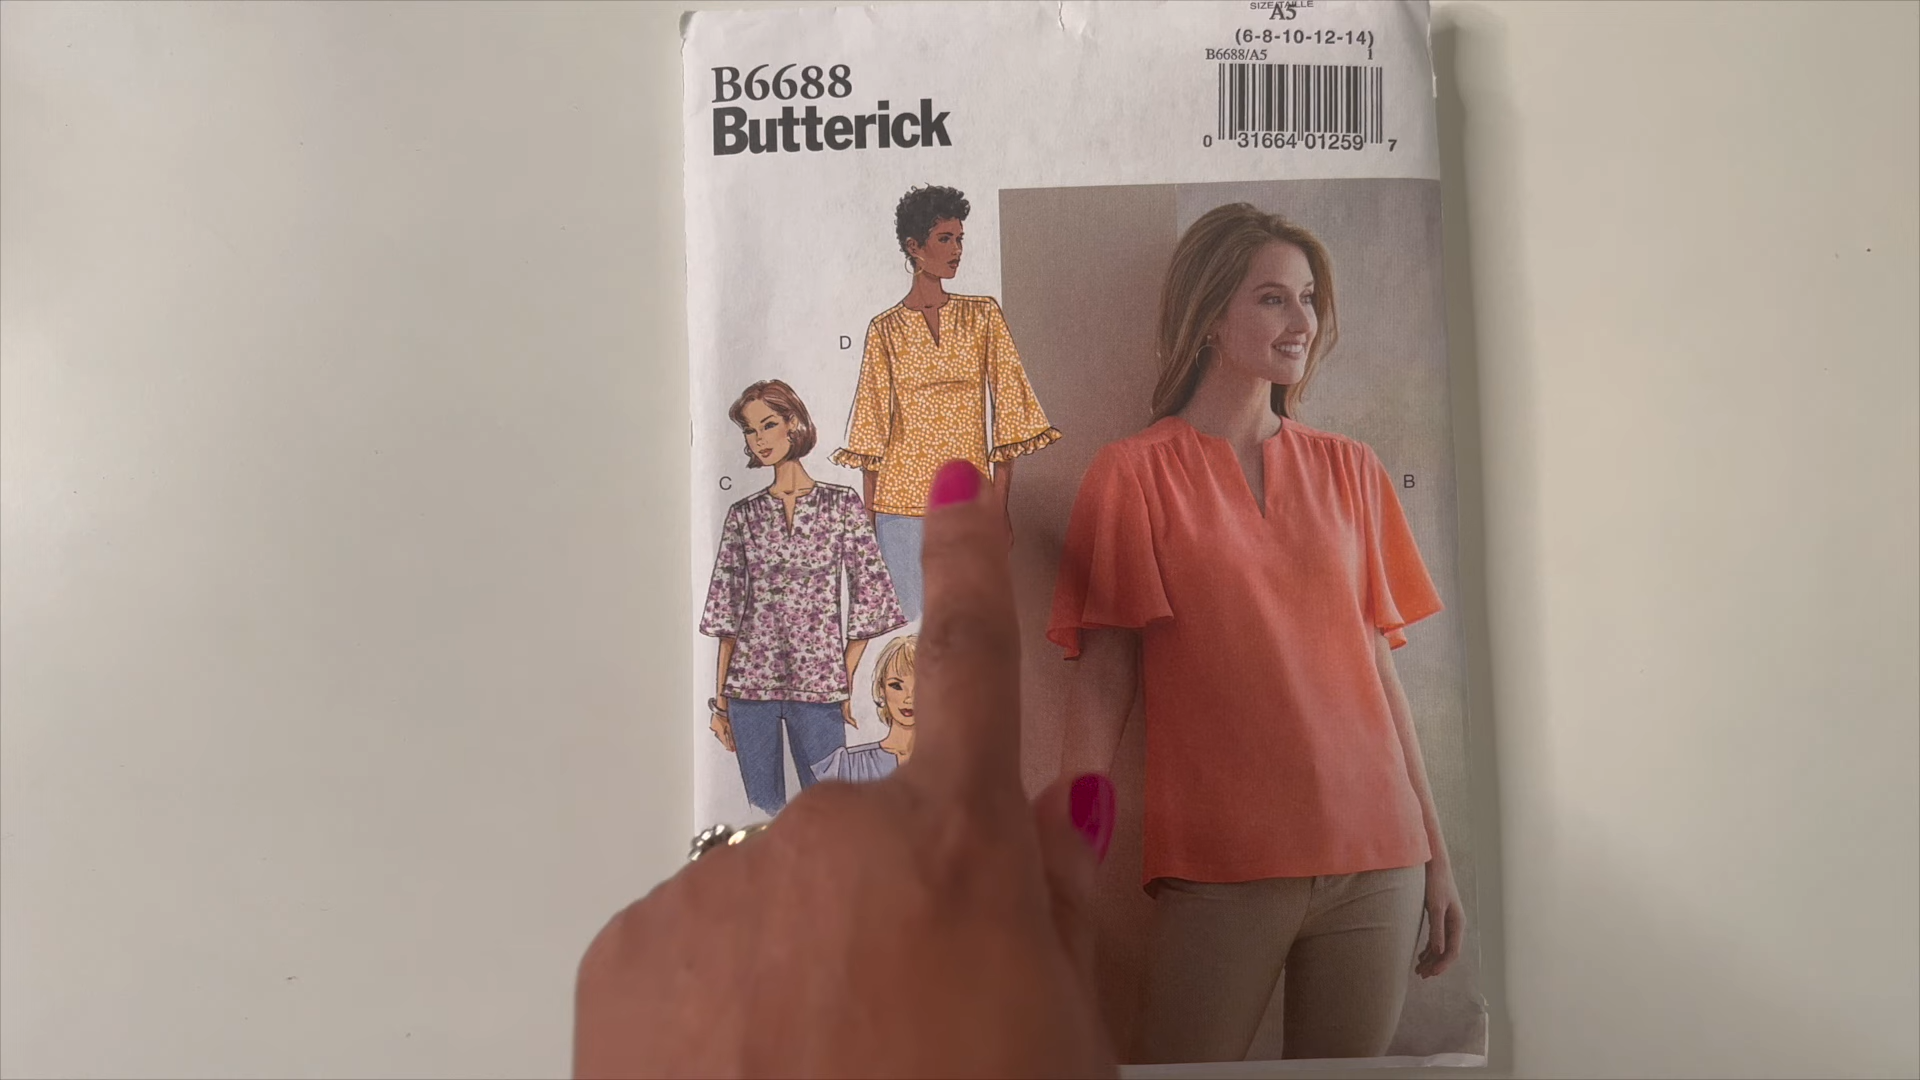 SIZE/TAILLE
A5
(6-8-10-12-14)
B6688/A5 1
B6688
Butterick
0 31664 01259 7
D
C
B